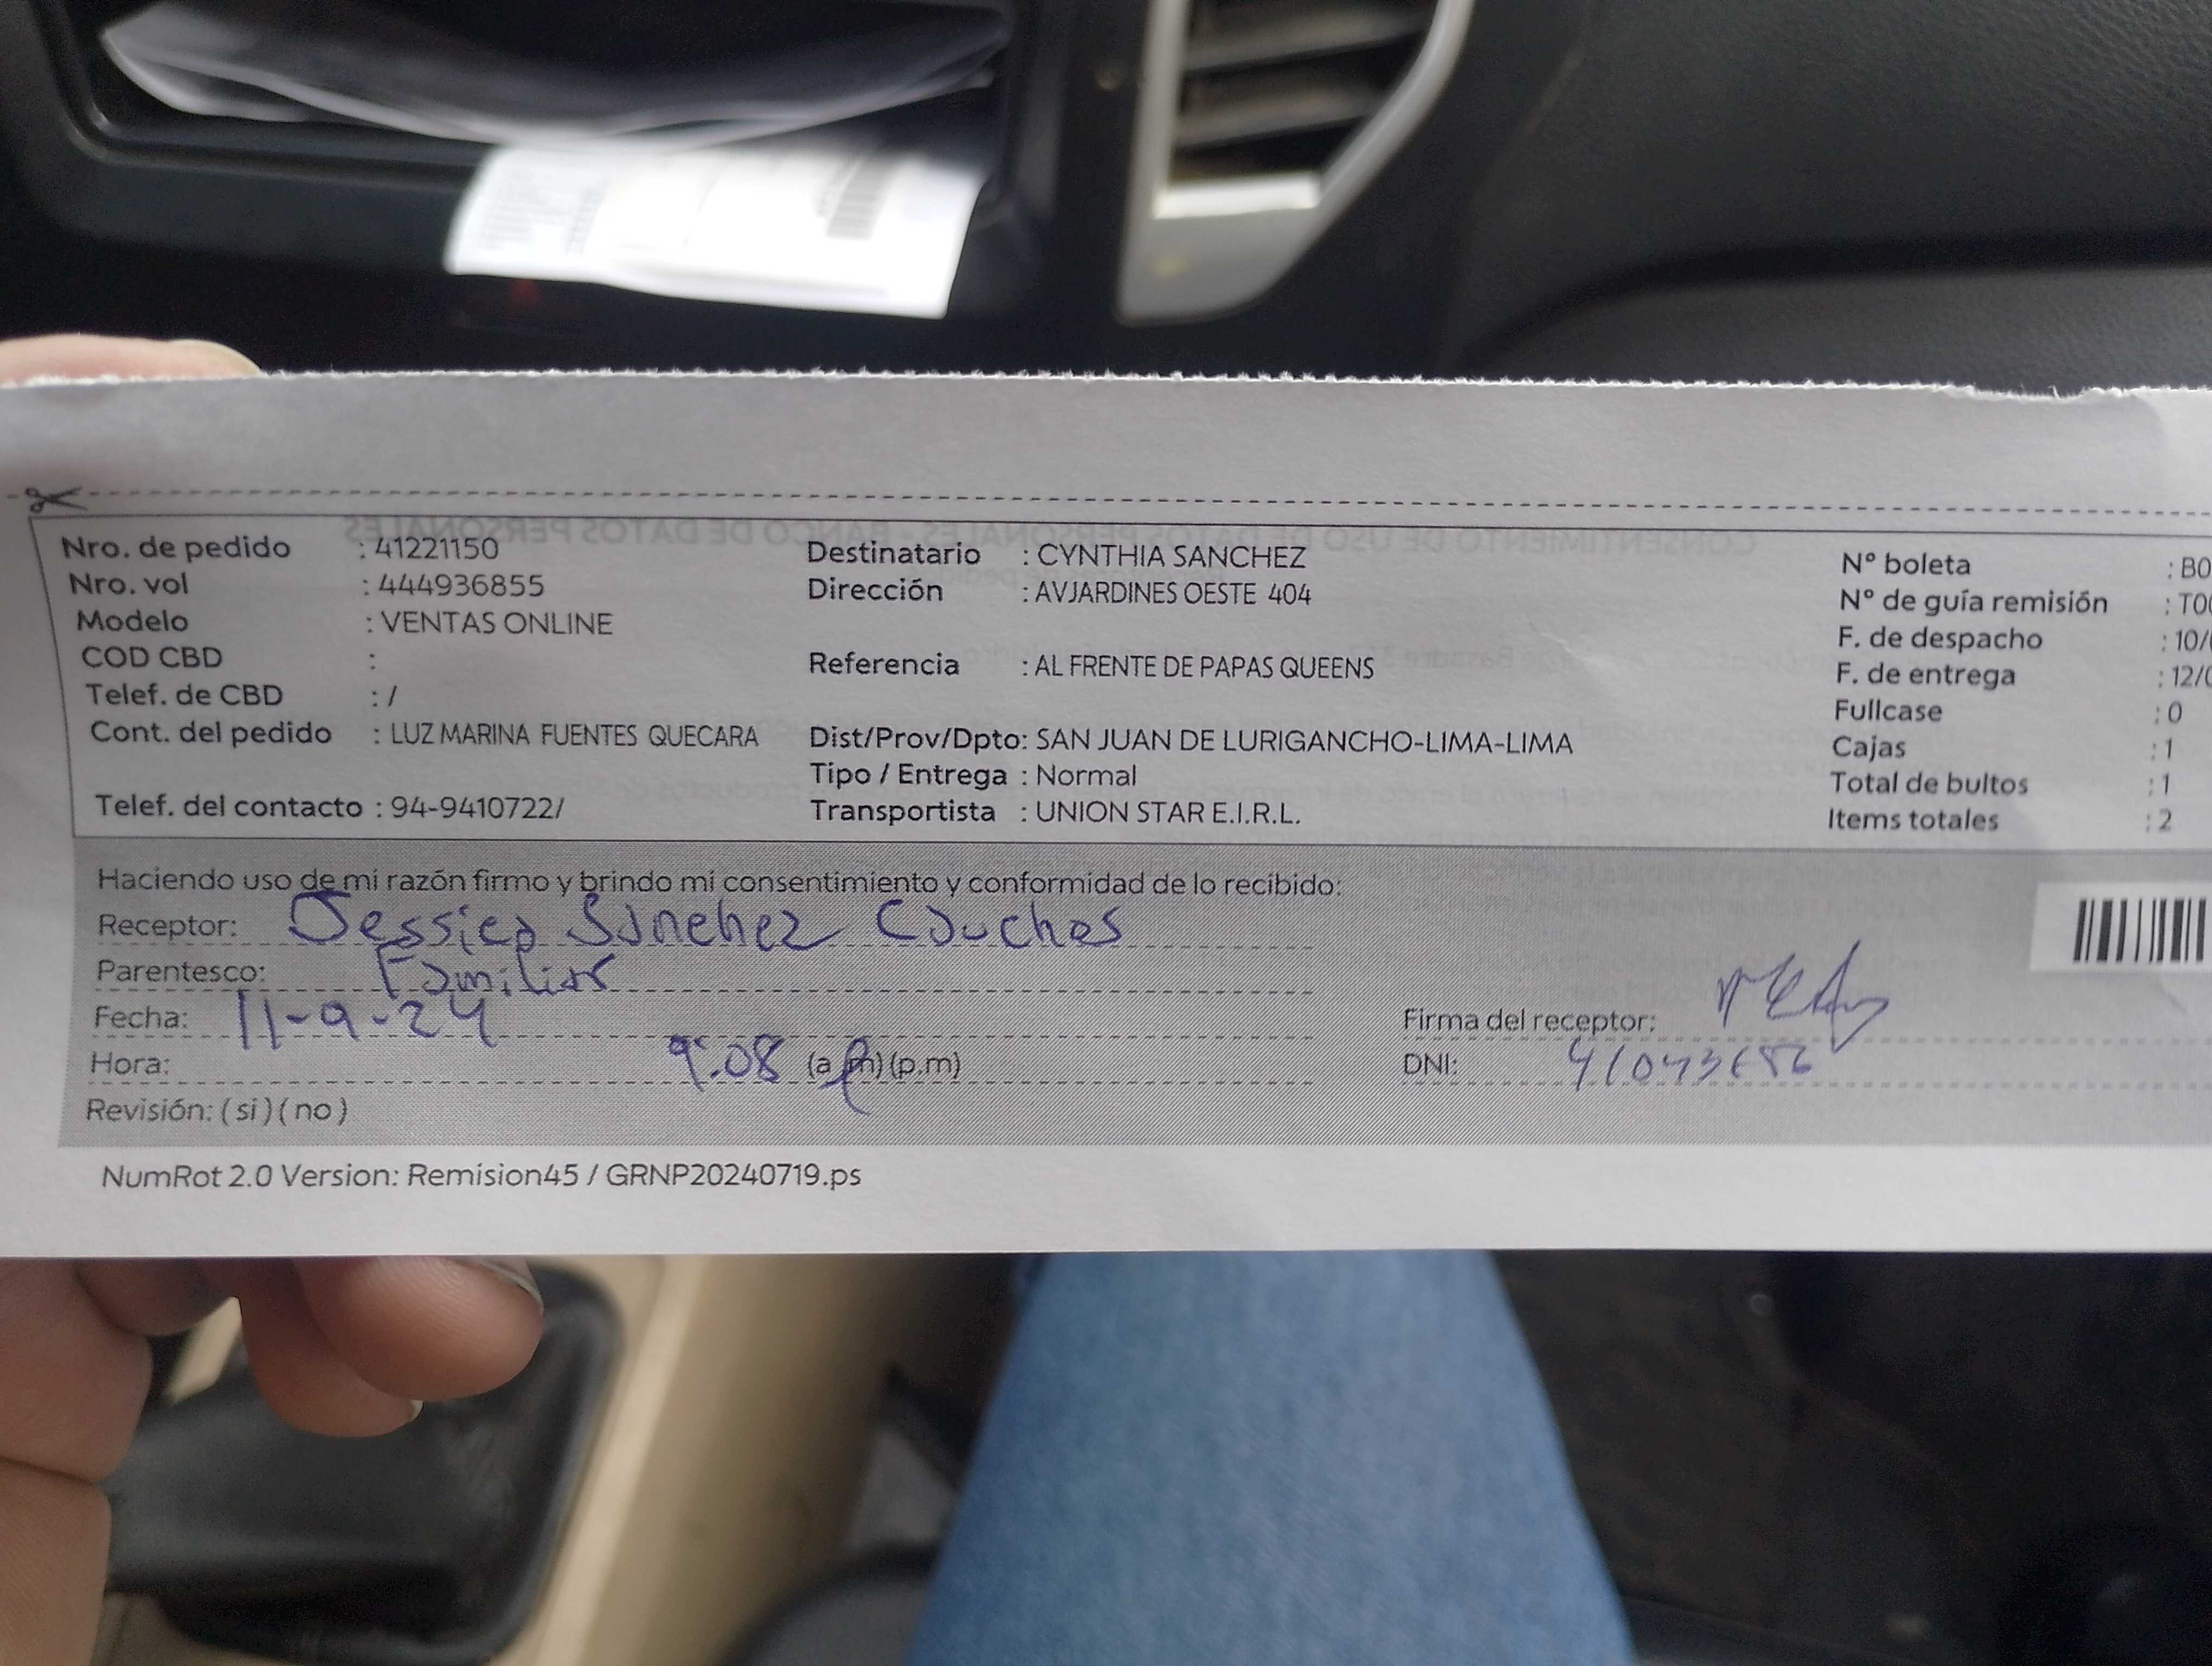 Nro. de pedido : 41221150
Nro. vol : 444936855
Modelo : VENTAS ONLINE
COD CBD :
Telef. de CBD : /
Cont. del pedido : LUZ MARINA FUENTES QUECARA
Telef. del contacto : 94-9410722/
Destinatario : CYNTHIA SANCHEZ
Dirección : AVJARDINES OESTE 404
Referencia : AL FRENTE DE PAPAS QUEENS
Dist/Prov/Dpto: SAN JUAN DE LURIGANCHO-LIMA-LIMA
Tipo / Entrega : Normal
Transportista : UNION STAR E.I.R.L.
N° boleta : B0
N° de guía remisión : T00
F. de despacho : 10/
F. de entrega : 12/
Fullcase : 0
Cajas : 1
Total de bultos : 1
Items totales : 2
Haciendo uso de mi razón firmo y brindo mi consentimiento y conformidad de lo recibido:
Receptor: Jessica Sánchez
Parentesco: Familiar
Fecha: 11-9-24
Hora: 9:08 (a.m) (p.m)
Revisión: ( si ) ( no )
Firma del receptor:
DNI:
NumRot 2.0 Version: Remision45 / GRNP20240719.ps